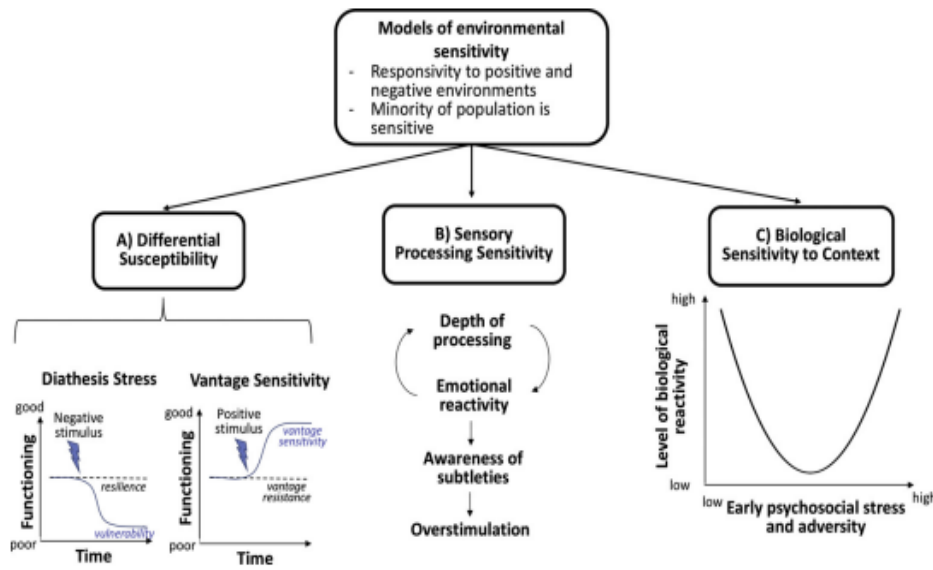 Models of environmental
sensitivity
- Responsivity to positive and
negative environments
- Minority of population is
sensitive
A) Differential
Susceptibility
B) Sensory
Processing Sensitivity
C) Biological
Sensitivity to Context
Diathesis Stress
good
Negative
stimulus
Functioning
resilience
vulnerability
poor
Time
Vantage Sensitivity
good
Positive
stimulus
vantage
sensitivity
Functioning
vantage
resistance
poor
Time
Depth of
processing
Emotional
reactivity
Awareness of
subtleties
Overstimulation
high
Level of biological
reactivity
low
low
high
Early psychosocial stress
and adversity